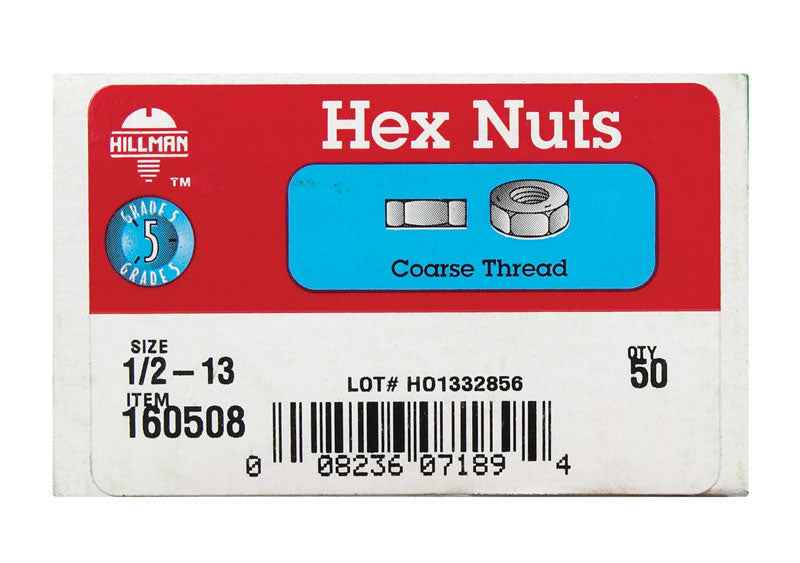 Hex Nuts
HILLMAN
TM
GRADE 5
5
GRADE 5
Coarse Thread
SIZE
1/2-13
ITEM
160508
LOT# H01332856
QTY
50
0 08236 07189 4